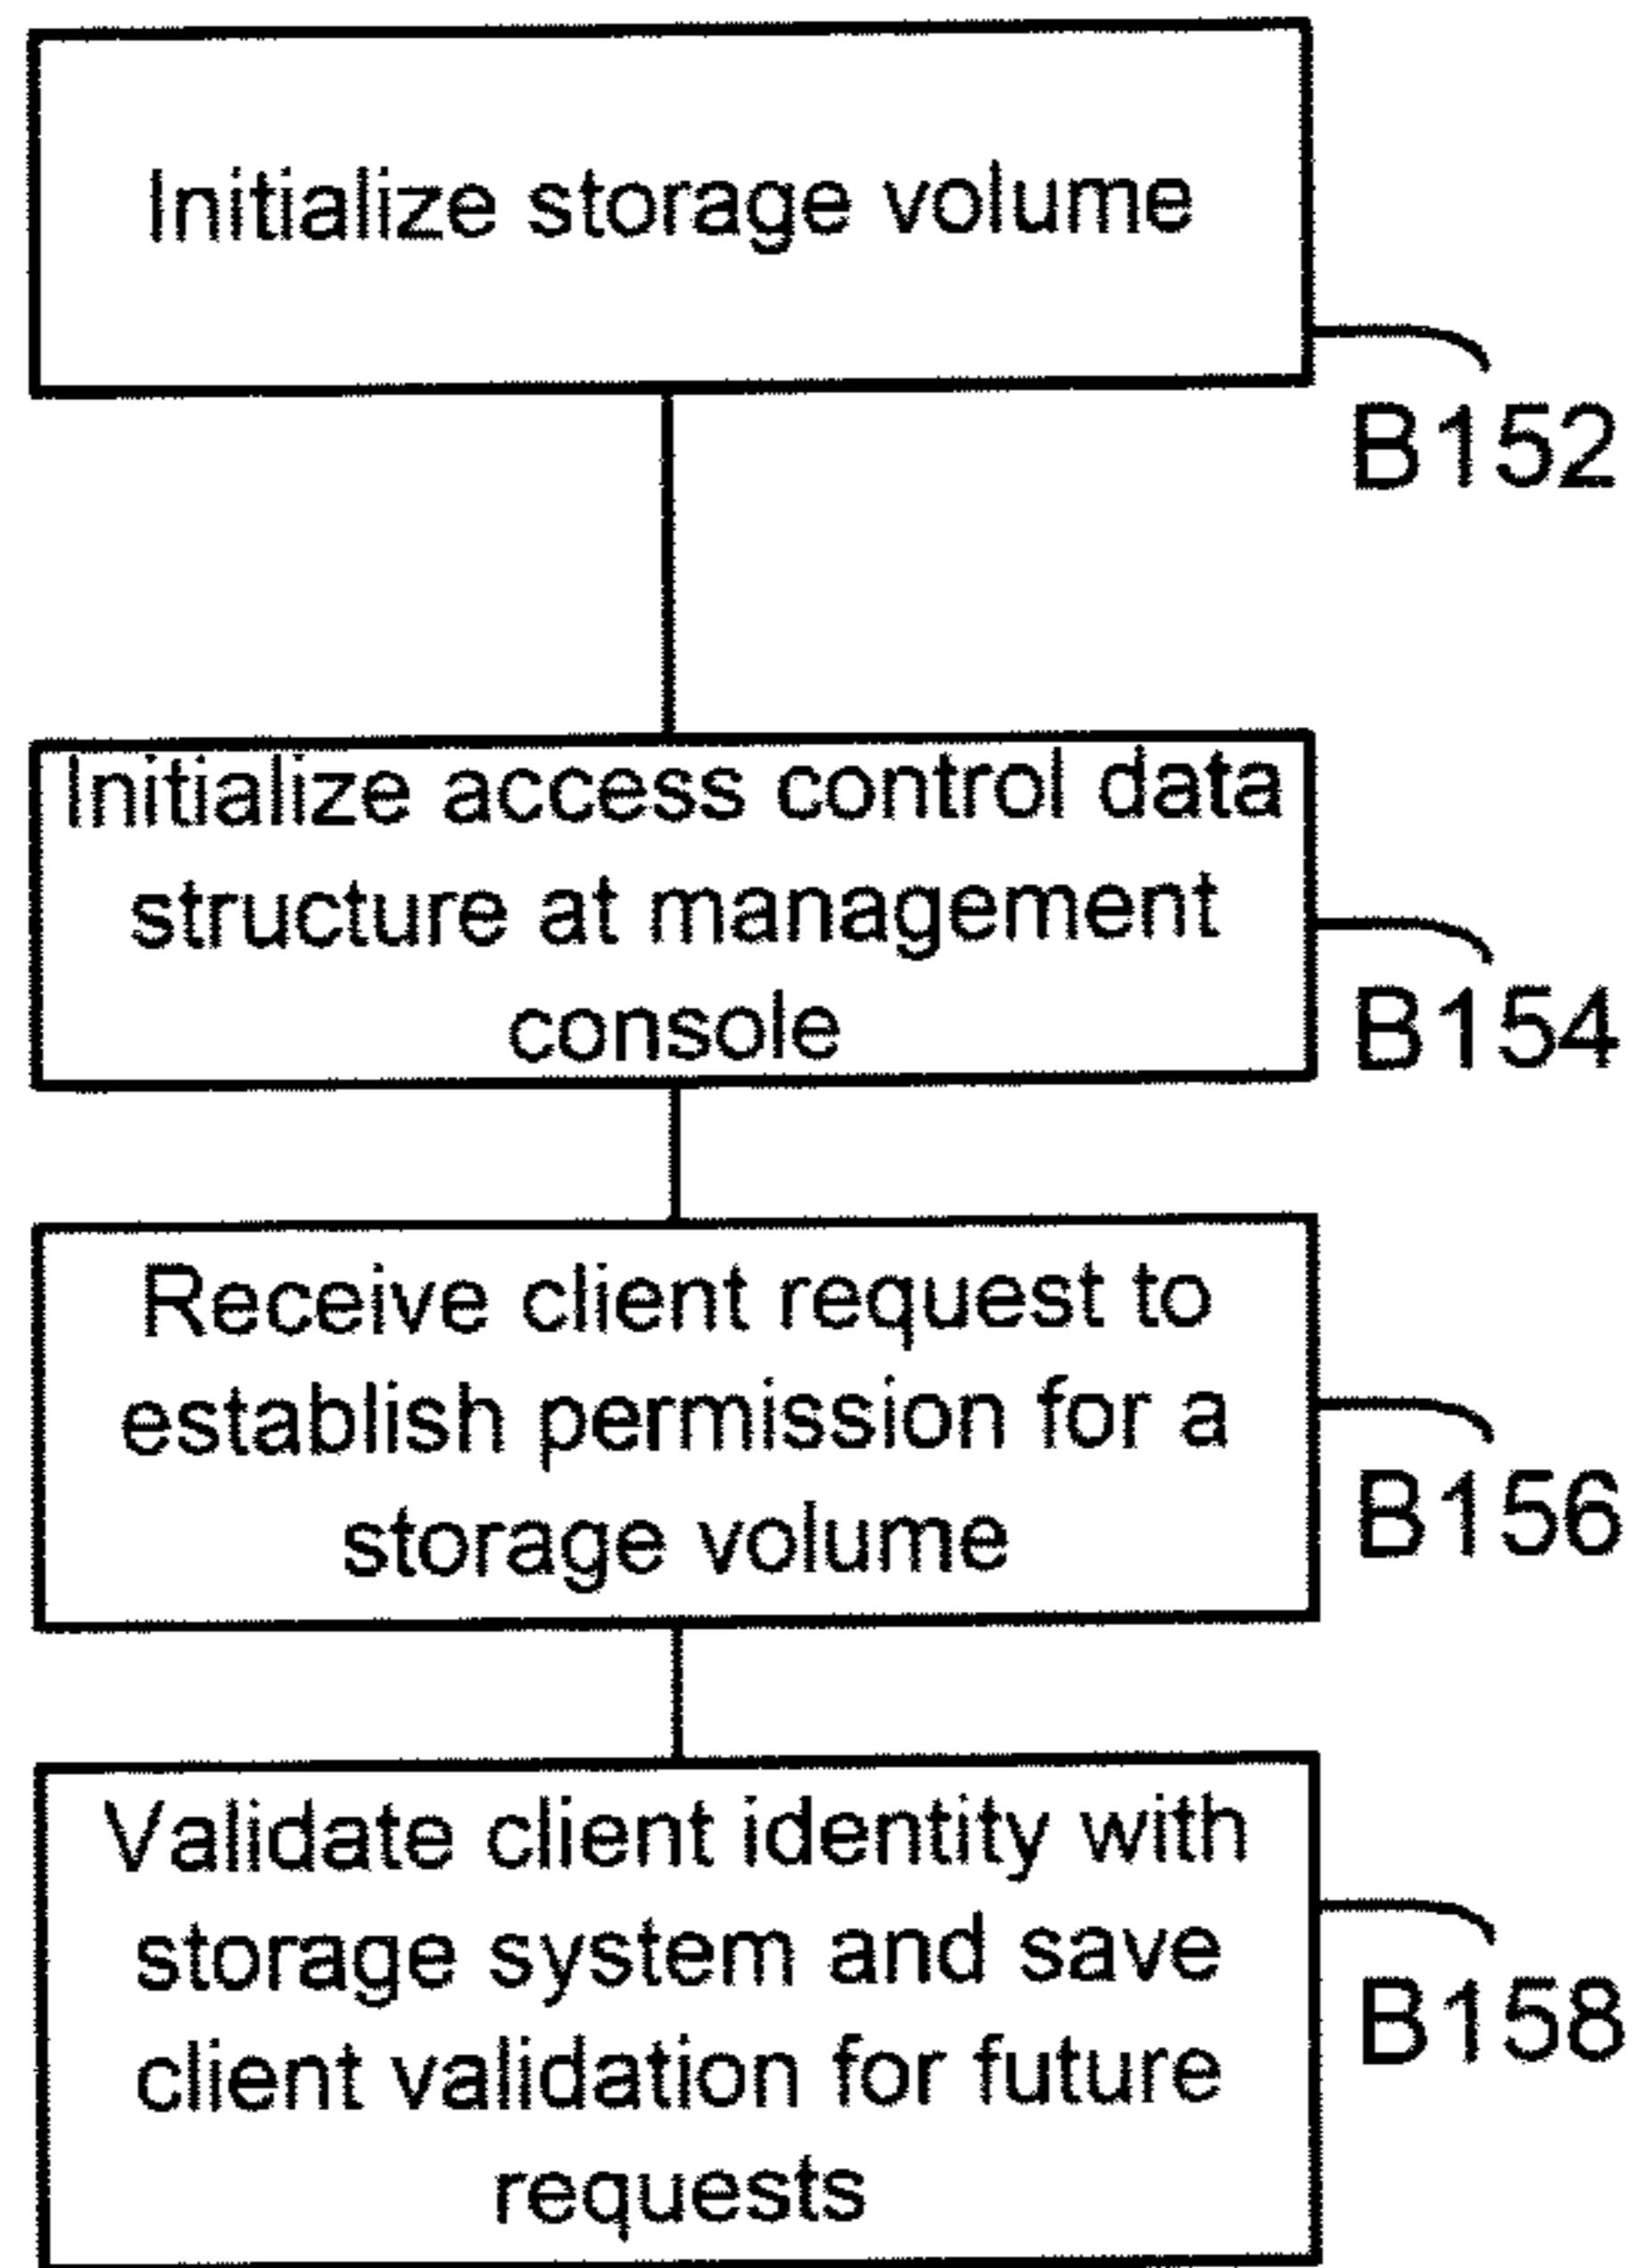 Initialize storage volume
B152
Initialize access control data
structure at management
console
B154
Receive client request to
establish permission for a
storage volume
B156
Validate client identity with
storage system and save
client validation for future
requests
B158